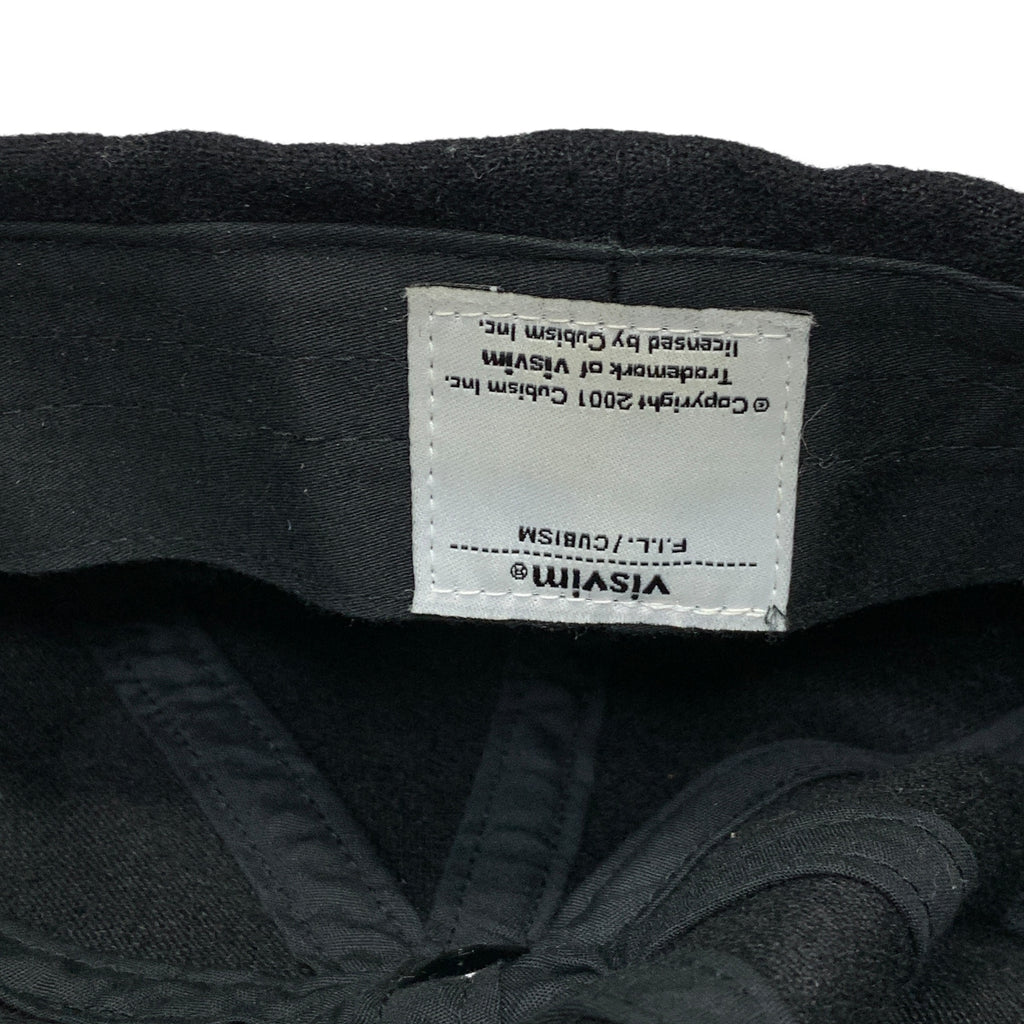 visvim®
F.I.L./CUBISM
© Copyright 2001 Cubism Inc.
Trademark of visvim
licensed by Cubism Inc.